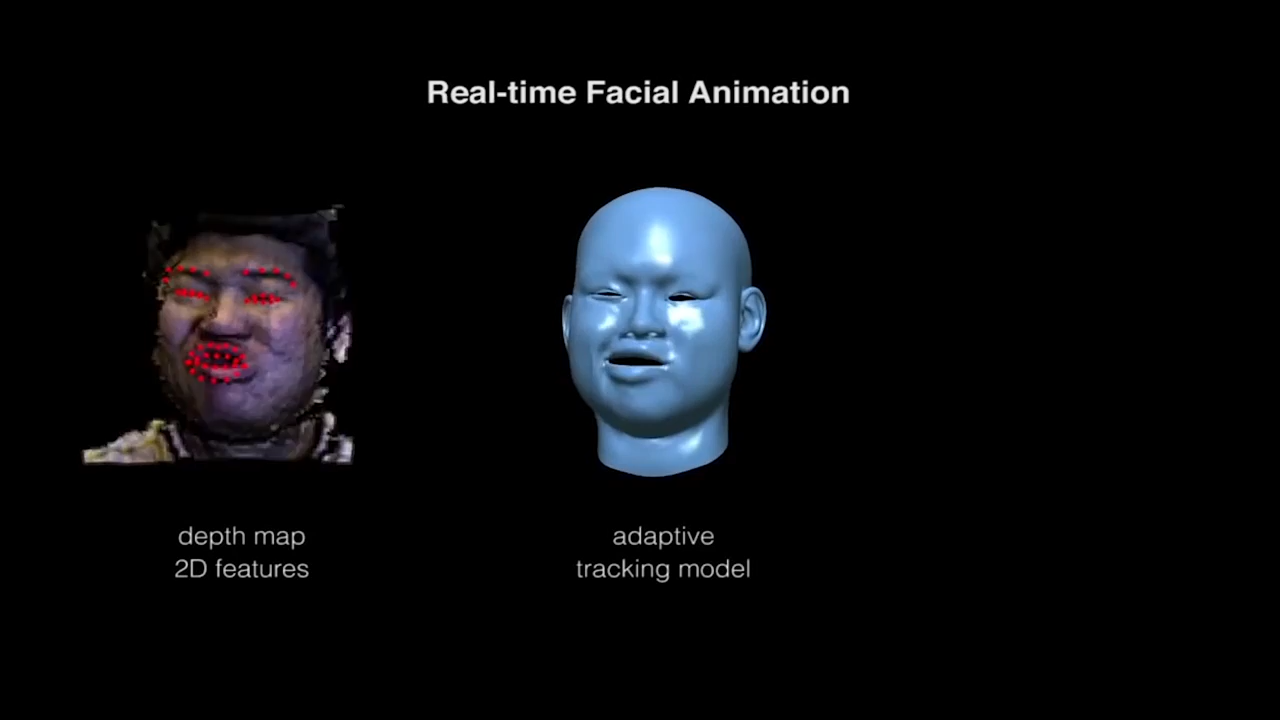 Real-time Facial Animation
depth map
2D features
adaptive
tracking model